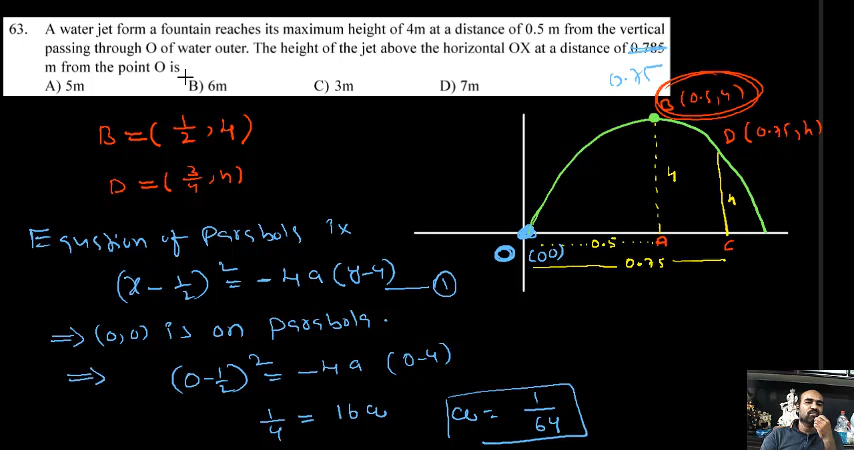 63. A water jet form a fountain reaches its maximum height of 4m at a distance of 0.5 m from the vertical
passing through O of water outer. The height of the jet above the horizontal OX at a distance of 0.785
m from the point O is
0.75
A) 5m B) 6m C) 3m D) 7m
B (0.5, 4)
B = (1/2, 4)
D (0.75, h)
D = (3/4, h)
4
h
Equation of Parabola is
0.5 A C
O (00)
0.75
(x - 1/2)² = -4a (y-4) ①
⇒ (0,0) is on parabola.
⇒ (0-1/2)² = -4a (0-4)
1/4 = 16a a = 1/64